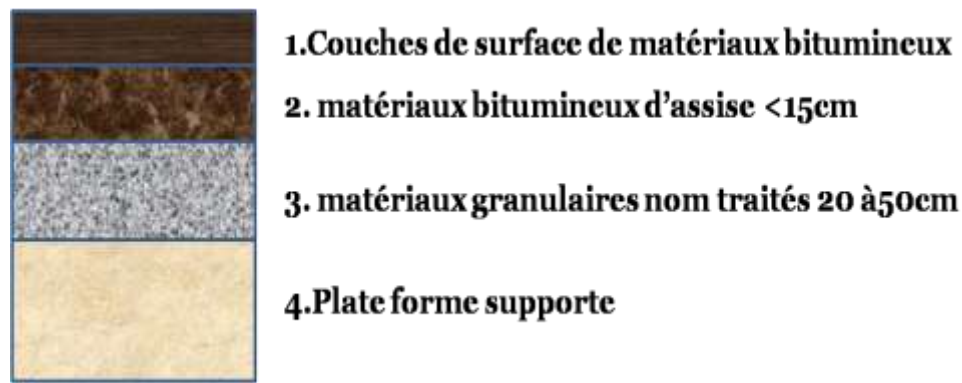 1.Couches de surface de matériaux bitumineux
2. matériaux bitumineux d’assise <15cm
3. matériaux granulaires nom traités 20 à50cm
4.Plate forme supporte